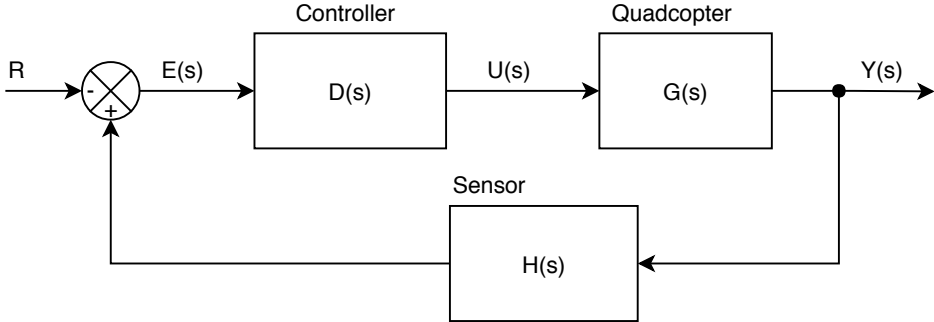 Controller
Quadcopter
R
E(s)
U(s)
Y(s)
-
+
D(s)
G(s)
Sensor
H(s)